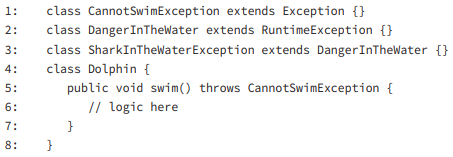 1:    class CannotSwimException extends Exception {}
2:    class DangerInTheWater extends RuntimeException {}
3:    class SharkInTheWaterException extends DangerInTheWater {}
4:    class Dolphin {
5:       public void swim() throws CannotSwimException {
6:          // logic here
7:       }
8:    }